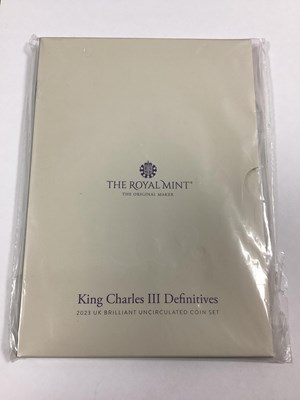 THE ROYAL MINT®
THE ORIGINAL MAKER
King Charles III Definitives
2023 UK BRILLIANT UNCIRCULATED COIN SET